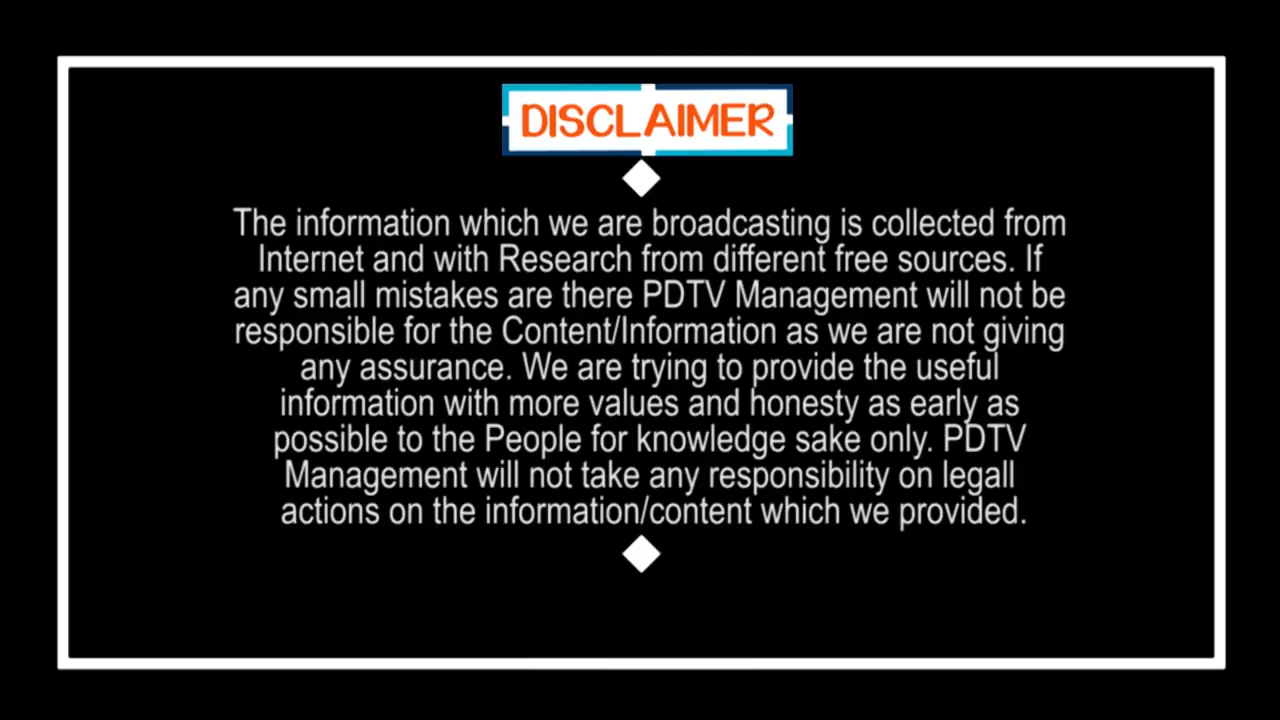 DISCLAIMER
The information which we are broadcasting is collected from
Internet and with Research from different free sources. If
any small mistakes are there PDTV Management will not be
responsible for the Content/Information as we are not giving
any assurance. We are trying to provide the useful
information with more values and honesty as early as
possible to the People for knowledge sake only. PDTV
Management will not take any responsibility on legall
actions on the information/content which we provided.